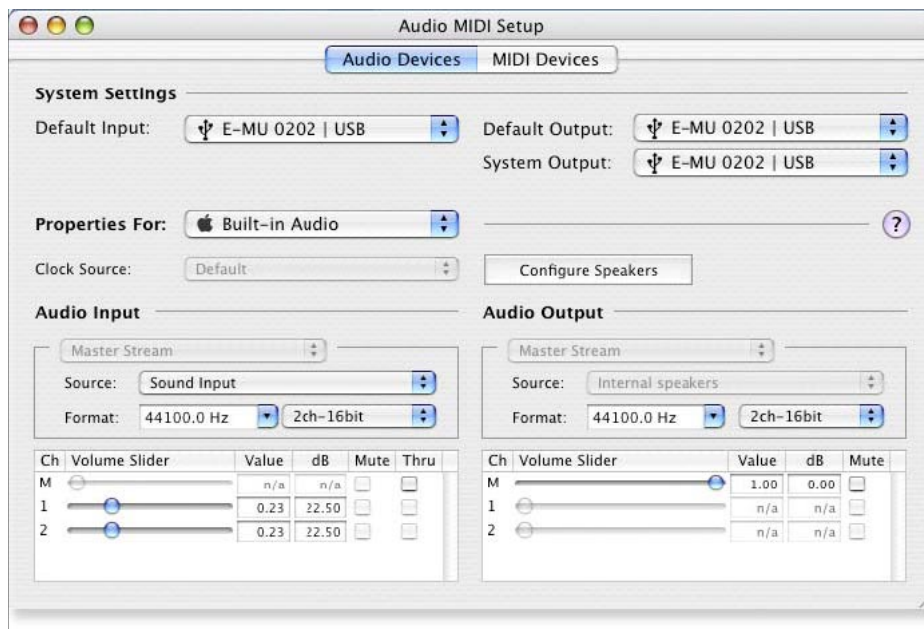 Audio MIDI Setup
Audio Devices MIDI Devices
System Settings
Default Input: E-MU 0202 | USB
Default Output: E-MU 0202 | USB
System Output: E-MU 0202 | USB
Properties For: Built-in Audio ?
Clock Source: Default
Configure Speakers
Audio Input
Master Stream
Source: Sound Input
Format: 44100.0 Hz 2ch-16bit
Ch Volume Slider Value dB Mute Thru
M n/a n/a
1 0.23 22.50
2 0.23 22.50
Audio Output
Master Stream
Source: Internal speakers
Format: 44100.0 Hz 2ch-16bit
Ch Volume Slider Value dB Mute
M 1.00 0.00
1 n/a n/a
2 n/a n/a